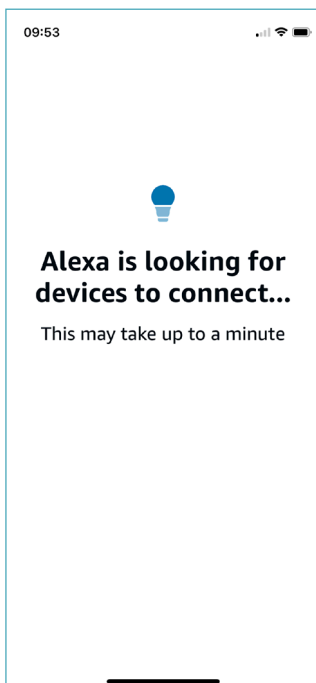 09:53
Alexa is looking for
devices to connect...
This may take up to a minute